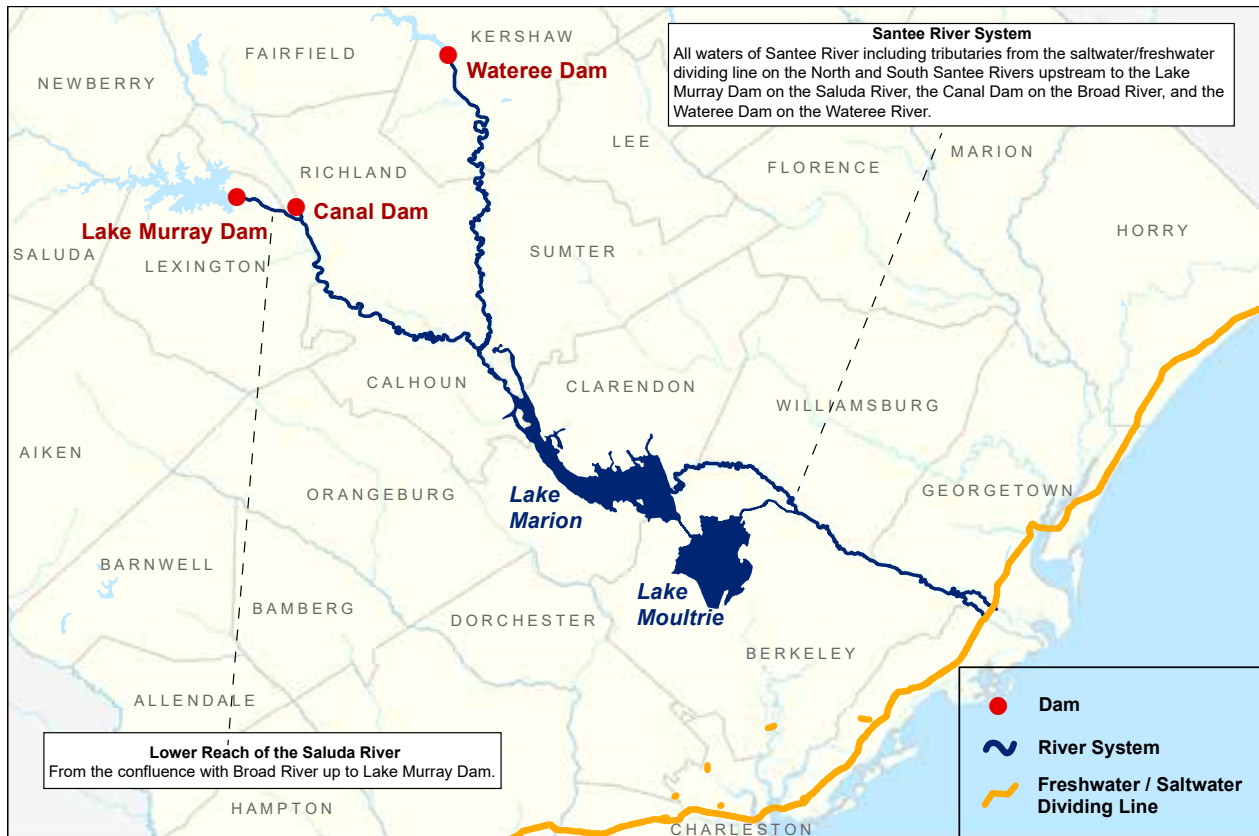 KERSHAW
FAIRFIELD
Wateree Dam
NEWBERRY
Santee River System
All waters of Santee River including tributaries from the saltwater/freshwater
dividing line on the North and South Santee Rivers upstream to the Lake
Murray Dam on the Saluda River, the Canal Dam on the Broad River, and the
Wateree Dam on the Wateree River.
LEE
MARION
FLORENCE
RICHLAND
Canal Dam
Lake Murray Dam
HORRY
SALUDA
LEXINGTON
SUMTER
CALHOUN
CLARENDON
WILLIAMSBURG
AIKEN
ORANGEBURG
Lake
Marion
GEORGETOWN
BARNWELL
BAMBERG
Lake
Moultrie
DORCHESTER
BERKELEY
ALLENDALE
Lower Reach of the Saluda River
From the confluence with Broad River up to Lake Murray Dam.
HAMPTON
CHARLESTON
Dam
River System
Freshwater / Saltwater
Dividing Line